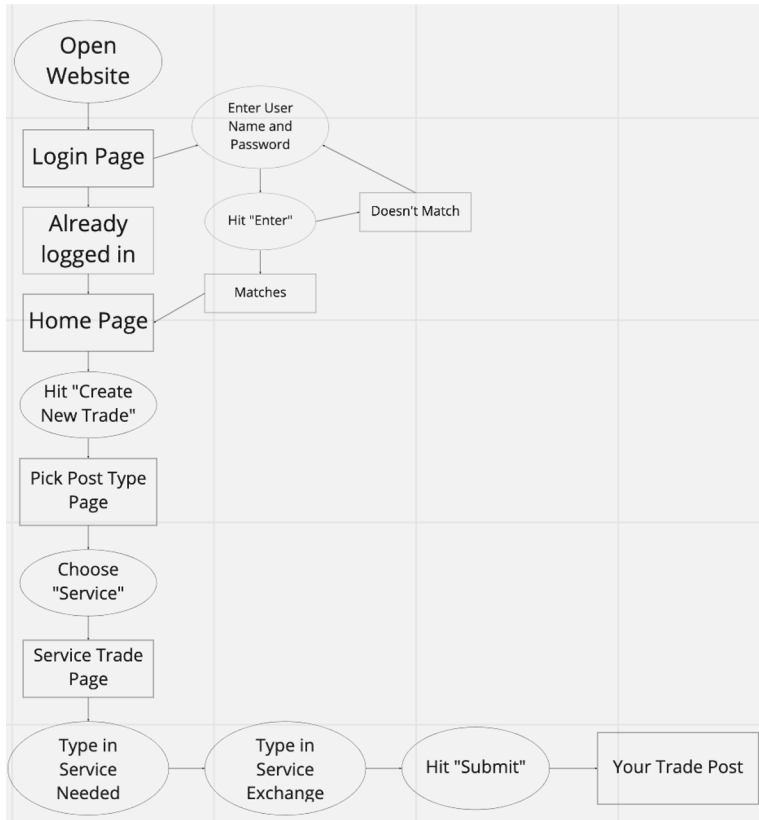 Open
Website
Login Page
Enter User
Name and
Password
Already
logged in
Hit "Enter"
Doesn't Match
Matches
Home Page
Hit "Create
New Trade"
Pick Post Type
Page
Choose
"Service"
Service Trade
Page
Type in
Service
Needed
Type in
Service
Exchange
Hit "Submit"
Your Trade Post